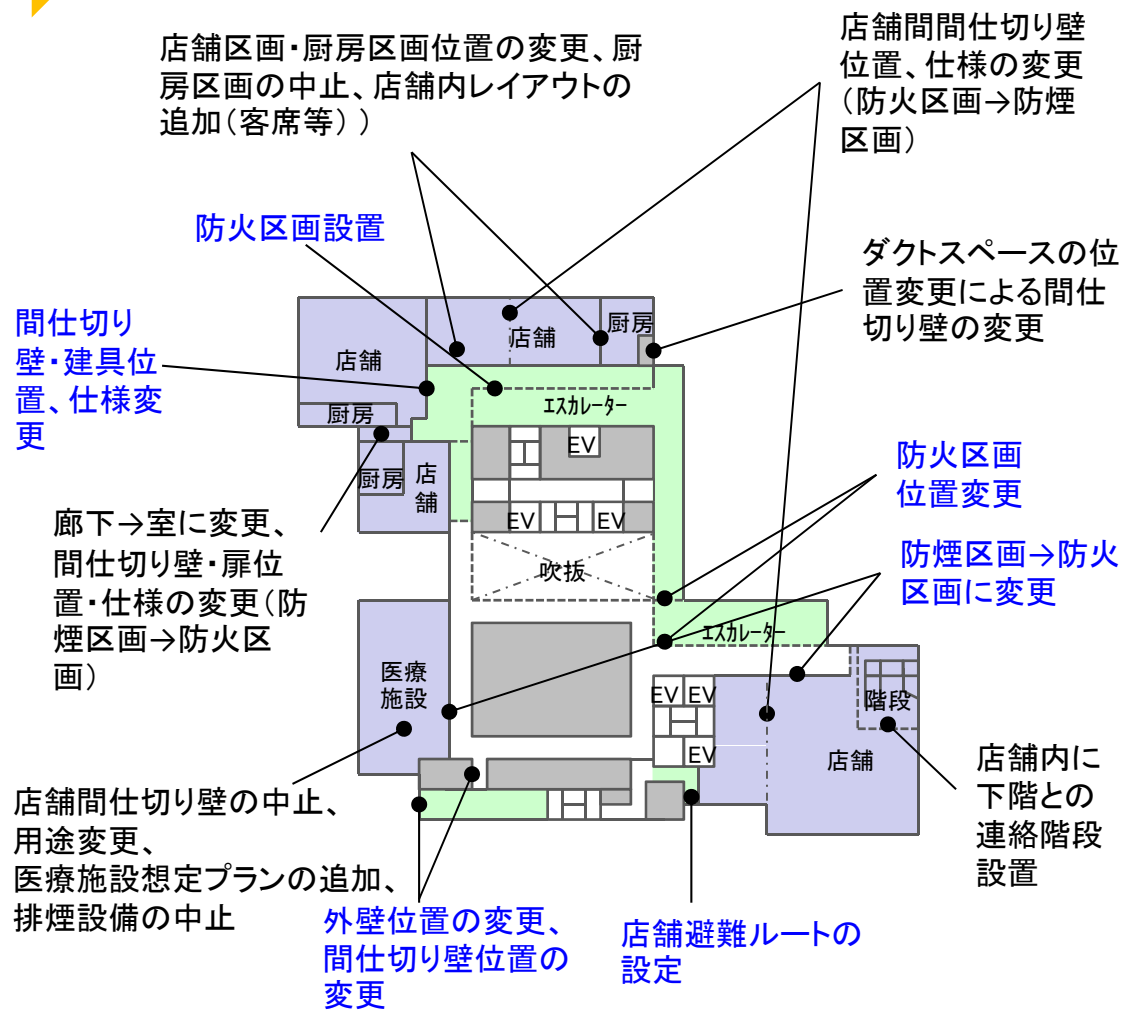 店舗区画・厨房区画位置の変更、厨
房区画の中止、店舗内レイアウトの
追加（客席等））
店舗間間仕切り壁
位置、仕様の変更
（防火区画→防煙
区画）
防火区画設置
ダクトスペースの位
置変更による間仕
切り壁の変更
間仕切り
壁・建具位
置、仕様変
更
店舗
店舗
厨房
厨房
エスカレーター
EV
厨房
店
舗
EV
EV
吹抜
防火区画
位置変更
廊下→室に変更、
間仕切り壁・扉位
置・仕様の変更（防
煙区画→防火区
画）
防煙区画→防火
区画に変更
エスカレーター
医療
施設
EV
EV
EV
階段
店舗
店舗内に
下階との
連絡階段
設置
店舗間仕切り壁の中止、
用途変更、
医療施設想定プランの追加、
排煙設備の中止
外壁位置の変更、
間仕切り壁位置の
変更
店舗避難ルートの
設定